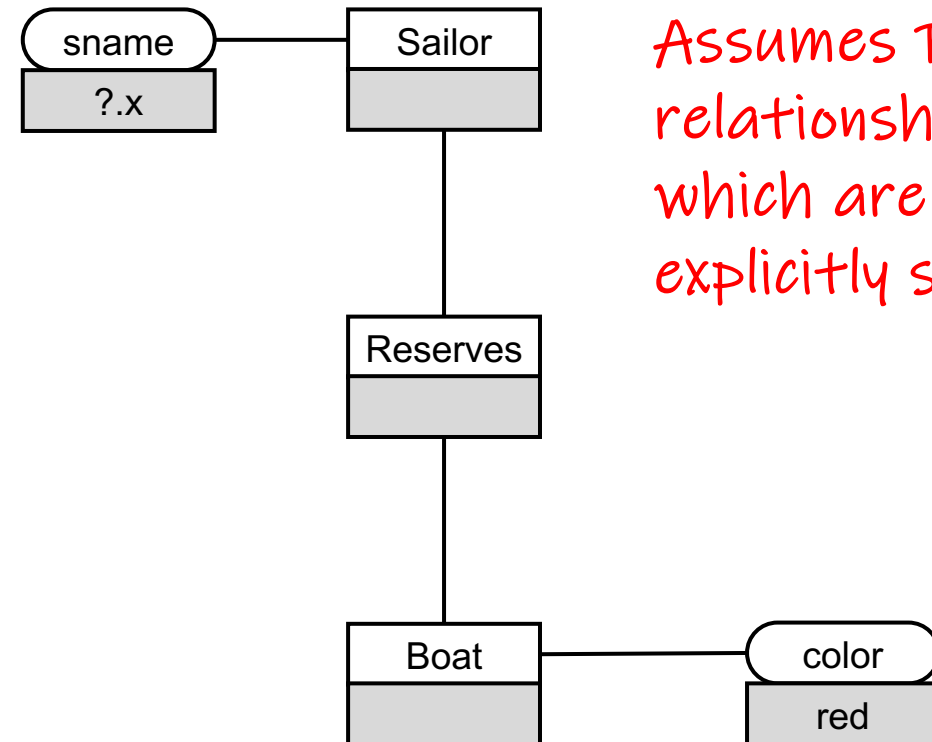 sname
Sailor
?.x
Assumes
relationsh
which are
explicitly
Reserves
Boat
color
red